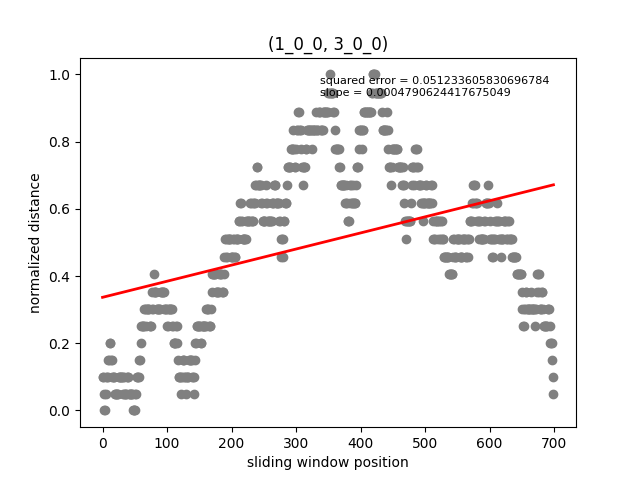 (1_0_0, 3_0_0)
squared error = 0.051233605830696784
slope = 0.0004790624417675049
1.0
0.8
0.6
0.4
0.2
0.0
normalized distance
0 100 200 300 400 500 600 700
sliding window position